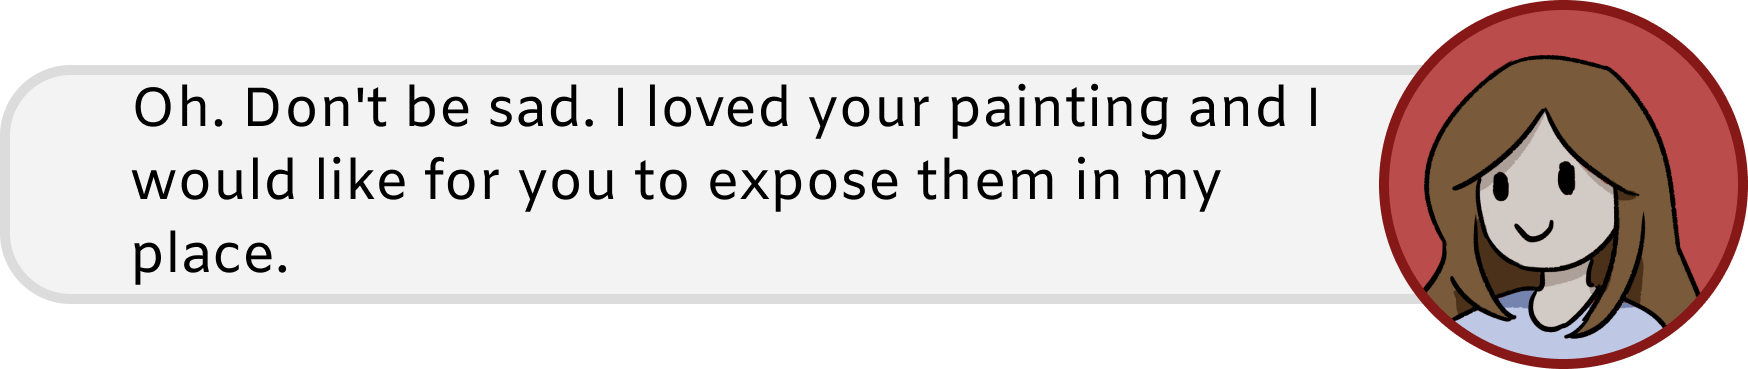 Oh. Don't be sad. I loved your painting and I
would like for you to expose them in my
place.